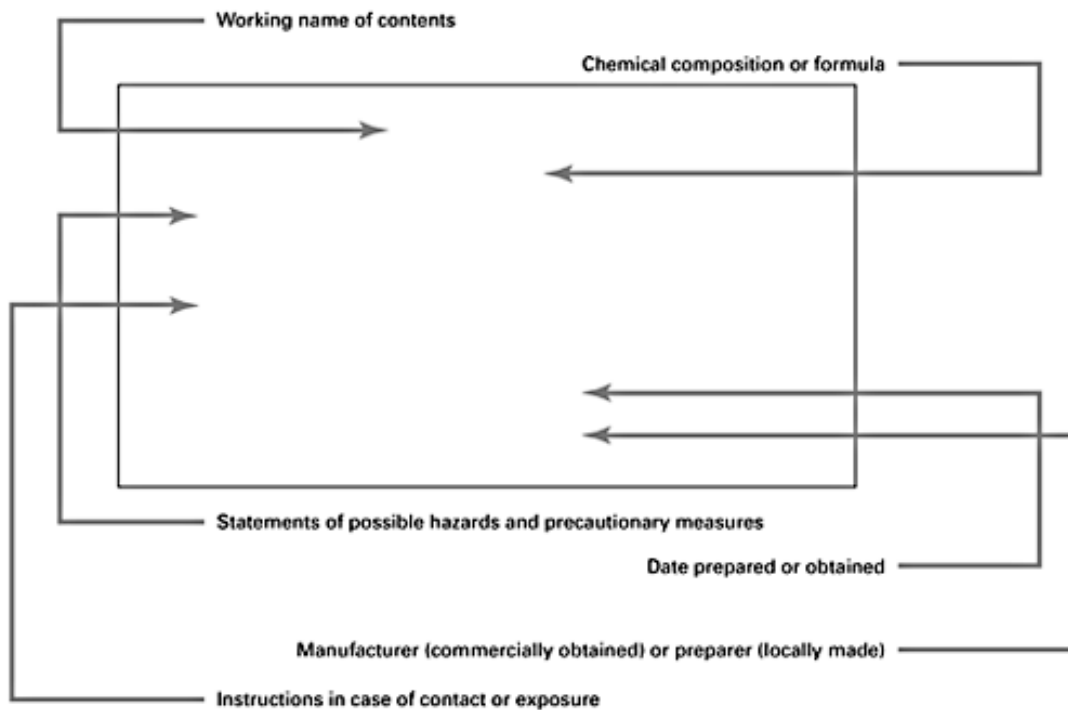 Working name of contents
Chemical composition or formula
Statements of possible hazards and precautionary measures
Date prepared or obtained
Manufacturer (commercially obtained) or preparer (locally made)
Instructions in case of contact or exposure